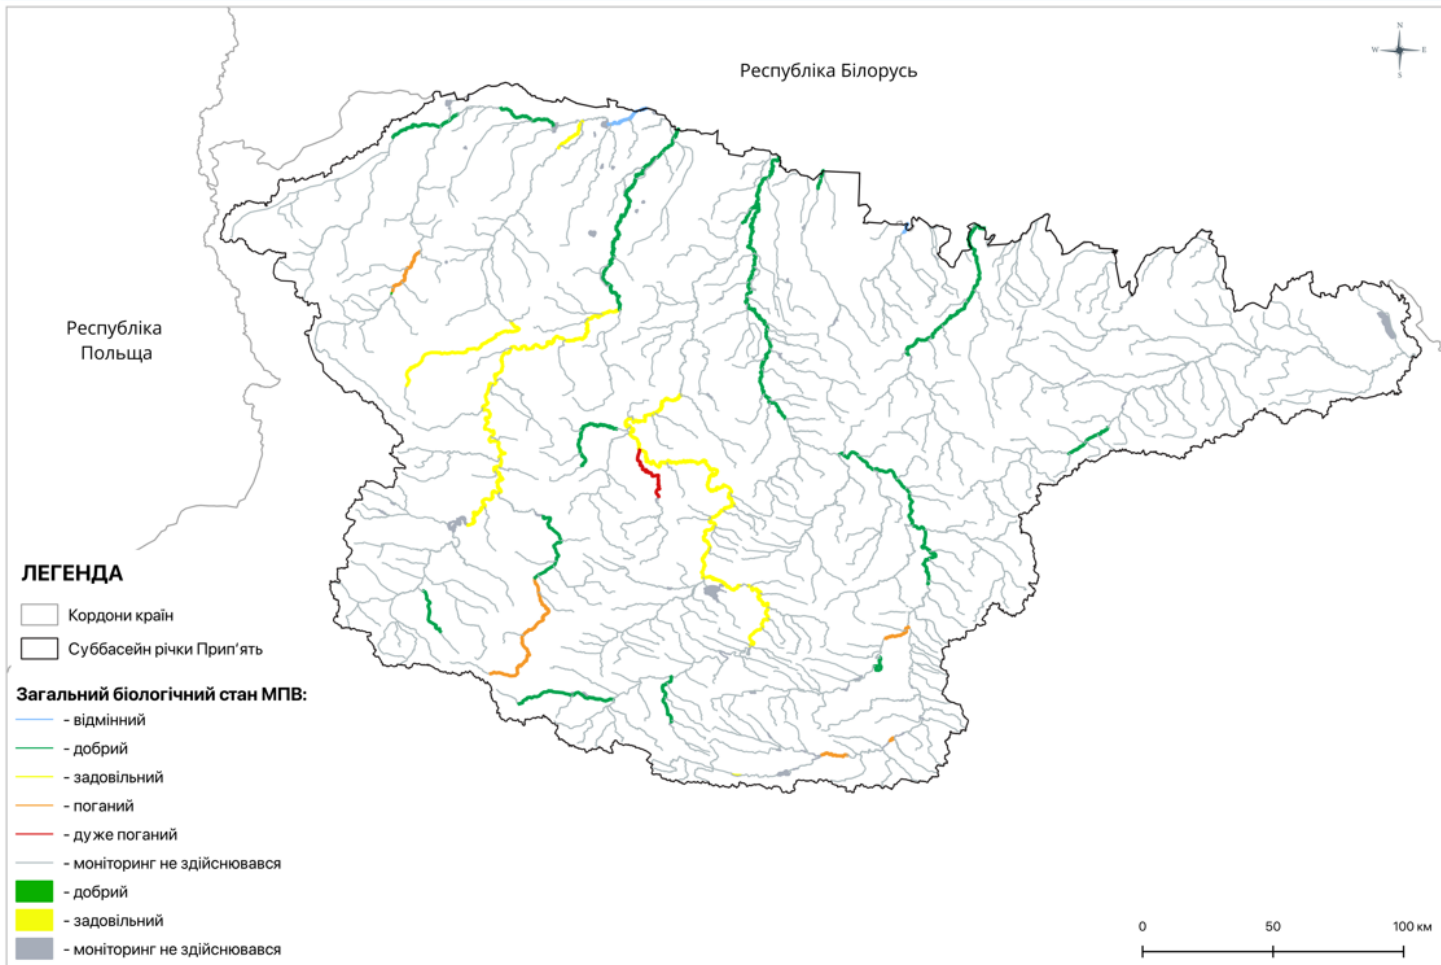 Республіка Білорусь
N
W
E
S
Республіка
Польща
ЛЕГЕНДА
Кордони країн
Суббасейн річки Прип’ять
Загальний біологічний стан МПВ:
- відмінний
- добрий
- задовільний
- поганий
- дуже поганий
- моніторинг не здійснювався
- добрий
- задовільний
- моніторинг не здійснювався
0 50 100 км